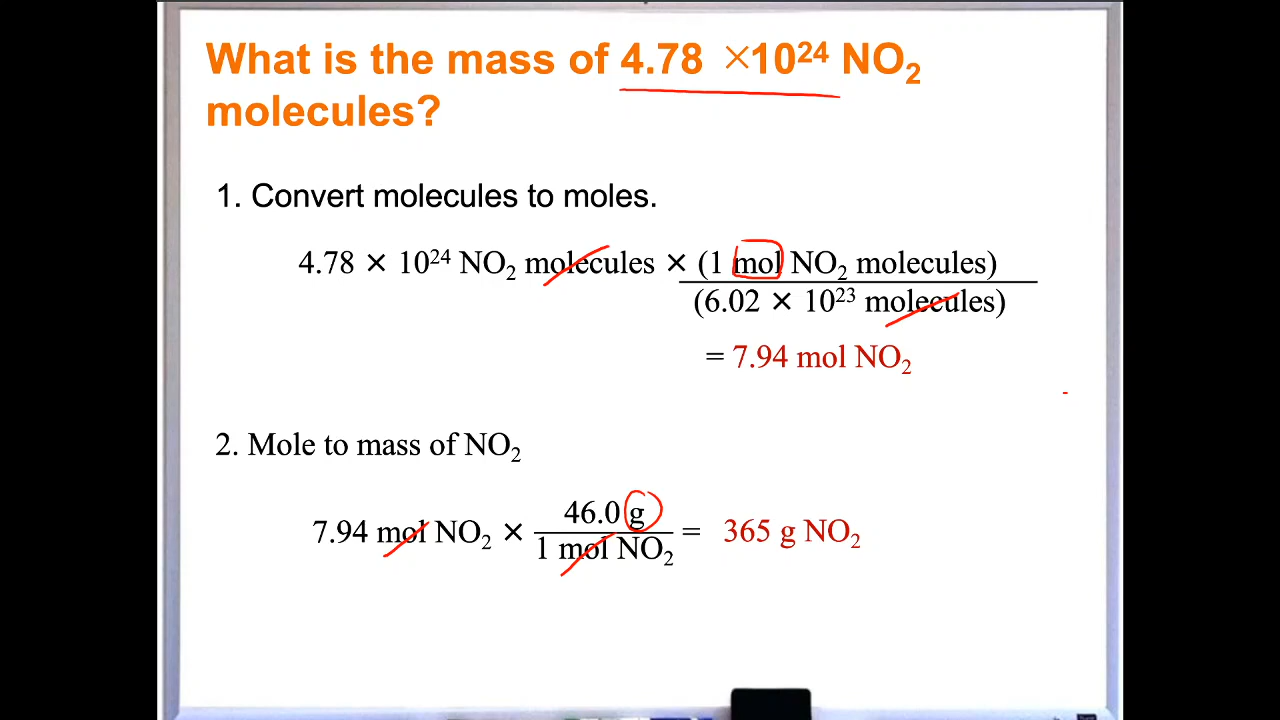 What is the mass of 4.78 ×10²⁴ NO₂
molecules?
1. Convert molecules to moles.
4.78 × 10²⁴ NO₂ molecules × (1 mol NO₂ molecules)
(6.02 × 10²³ molecules)
= 7.94 mol NO₂
2. Mole to mass of NO₂
46.0 g
7.94 mol NO₂ × = 365 g NO₂
1 mol NO₂